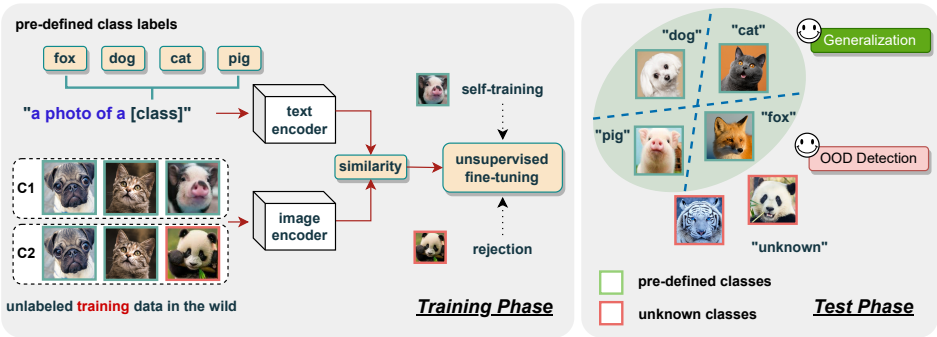 pre-defined class labels
fox
dog
cat
pig
"a photo of a [class]"
text
encoder
C1
C2
image
encoder
similarity
self-training
unsupervised
fine-tuning
rejection
unlabeled training data in the wild
Training Phase
"dog"
"cat"
"pig"
"fox"
"unknown"
Generalization
OOD Detection
pre-defined classes
unknown classes
Test Phase